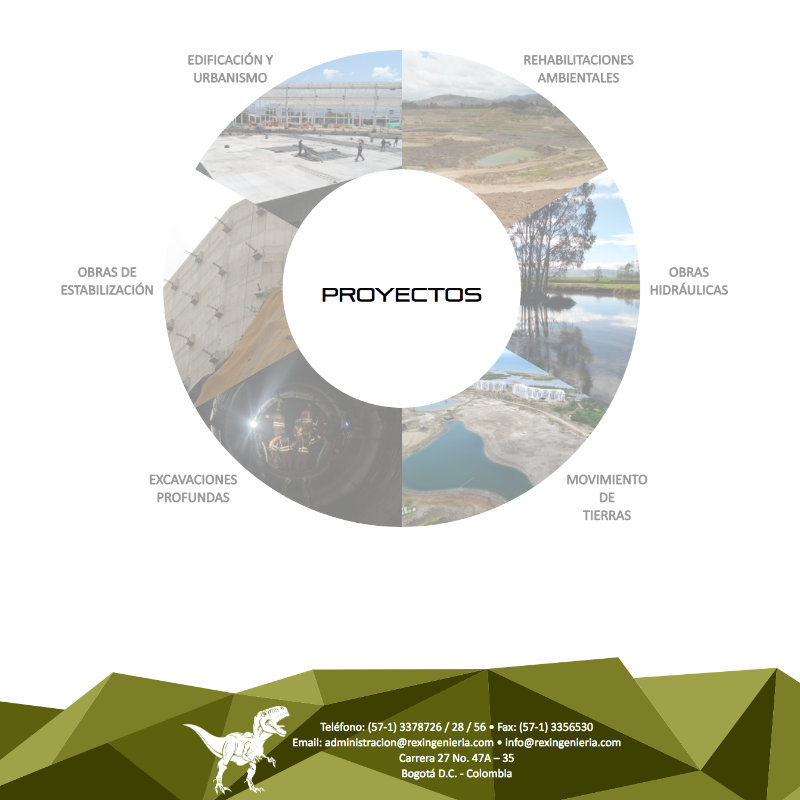 EDIFICACIÓN Y
URBANISMO
REHABILITACIONES
AMBIENTALES
OBRAS DE
ESTABILIZACIÓN
PROYECTOS
OBRAS
HIDRÁULICAS
EXCAVACIONES
PROFUNDAS
MOVIMIENTO
DE
TIERRAS
Teléfono: (57-1) 3378726 / 28 / 56 • Fax: (57-1) 3356530
Email: administracion@rexingenieria.com • info@rexingenieria.com
Carrera 27 No. 47A – 35
Bogotá D.C. - Colombia